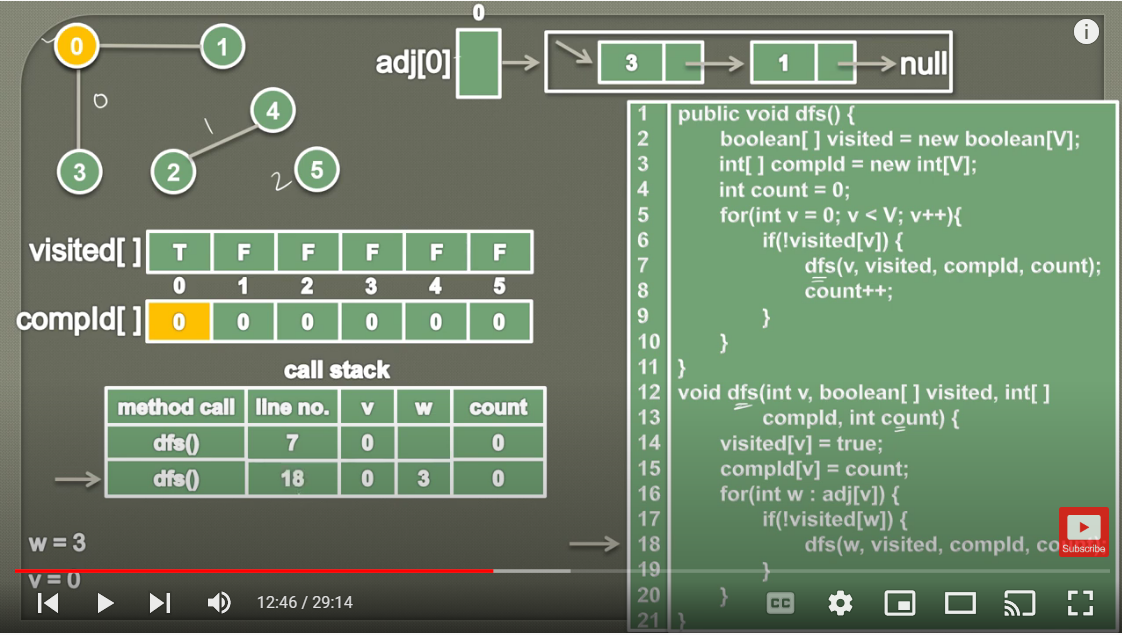 0
0
1
adj[0]
3
1
null
0
4
1
3
2
2
5
1 public void dfs() {
2 boolean[ ] visited = new boolean[V];
3 int[ ] compId = new int[V];
4 int count = 0;
5 for(int v = 0; v < V; v++){
6 if(!visited[v]) {
7 dfs(v, visited, compId, count);
8 count++;
9 }
10 }
11 }
12 void dfs(int v, boolean[ ] visited, int[ ]
13 compId, int count) {
14 visited[v] = true;
15 compId[v] = count;
16 for(int w : adj[v]) {
17 if(!visited[w]) {
18 dfs(w, visited, compId,
19 }
20 }
21 }
visited[ ] T F F F F F
0 1 2 3 4 5
compId[ ] 0 0 0 0 0 0
call stack
method call line no. v w count
dfs() 7 0 0
dfs() 18 0 3 0
w = 3
v = 0
Subscribe
12:46 / 29:14
CC
i